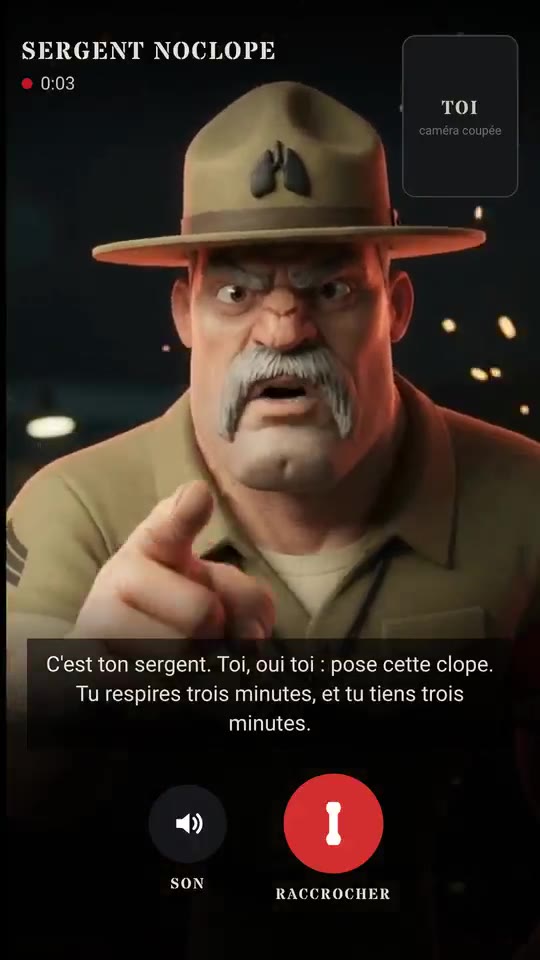 SERGENT NOCLOPE
0:03
TOI
caméra coupée
C'est ton sergent. Toi, oui toi : pose cette clope.
Tu respires trois minutes, et tu tiens trois
minutes.
SON
RACCROCHER